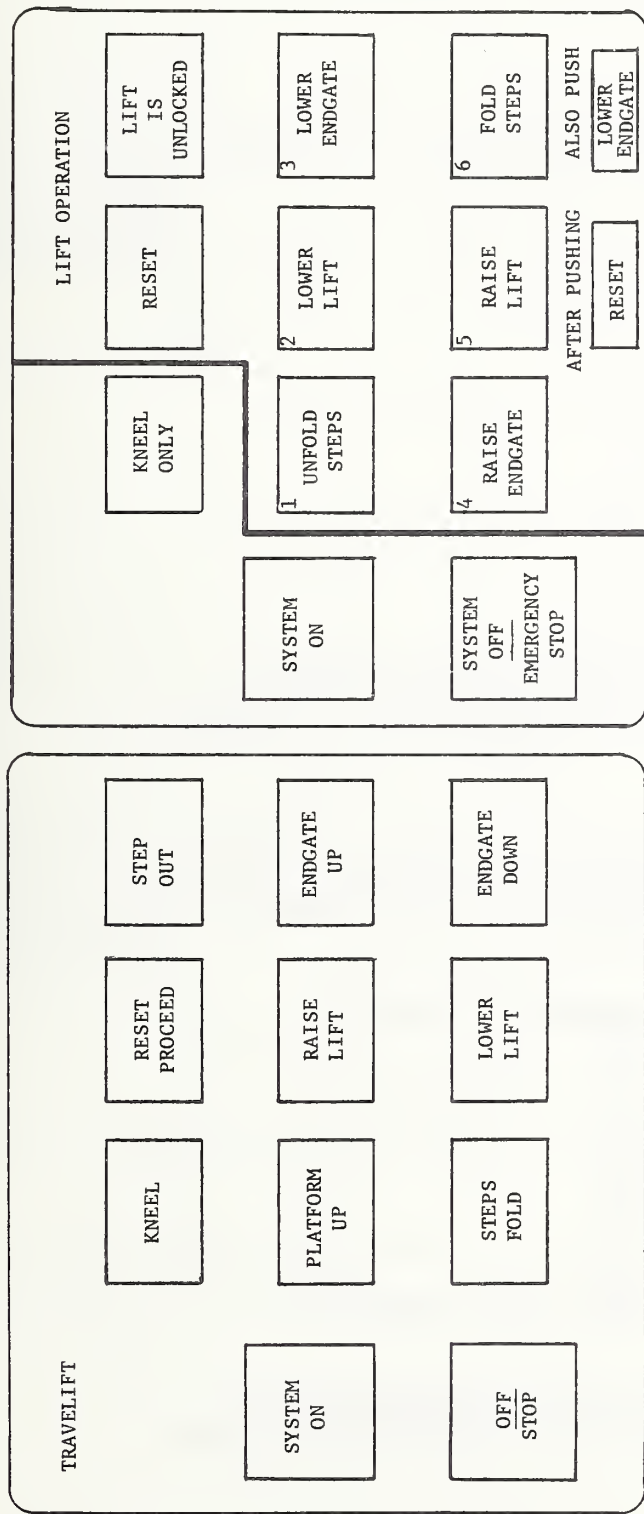 TRAVELIFT
KNEEL
RESET
PROCEED
STEP
OUT
SYSTEM
ON
PLATFORM
UP
RAISE
LIFT
ENDGATE
UP
OFF
STOP
STEPS
FOLD
LOWER
LIFT
ENDGATE
DOWN
LIFT OPERATION
KNEEL
ONLY
RESET
LIFT
IS
UNLOCKED
SYSTEM
ON
1
UNFOLD
STEPS
2
LOWER
LIFT
3
LOWER
ENDGATE
SYSTEM
OFF
EMERGENCY
STOP
4
RAISE
ENDGATE
5
RAISE
LIFT
6
FOLD
STEPS
AFTER PUSHING
RESET
ALSO PUSH
LOWER
ENDGATE